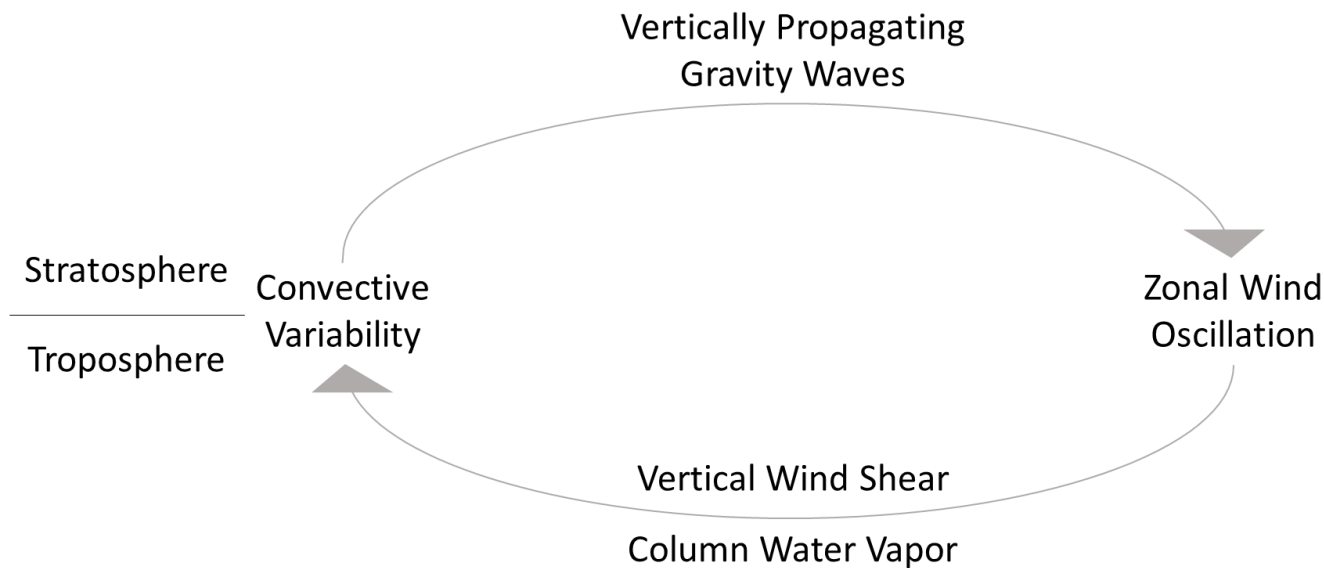 Vertically Propagating
Gravity Waves
Stratosphere
Troposphere
Convective
Variability
Zonal Wind
Oscillation
Vertical Wind Shear
Column Water Vapor